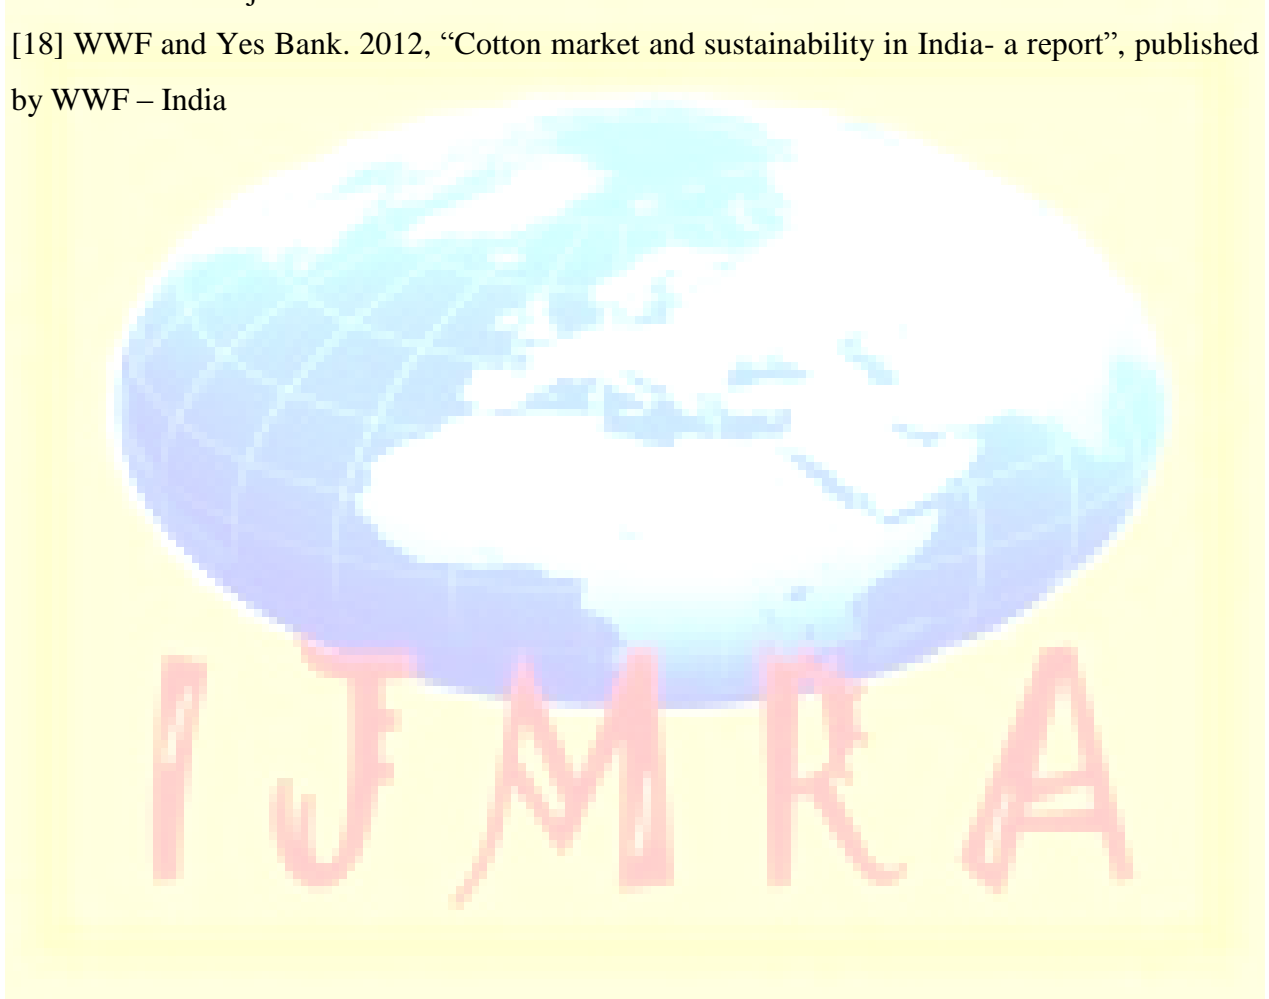 [18] WWF and Yes Bank. 2012, “Cotton market and sustainability in India- a report”, published
by WWF – India
IJMRA